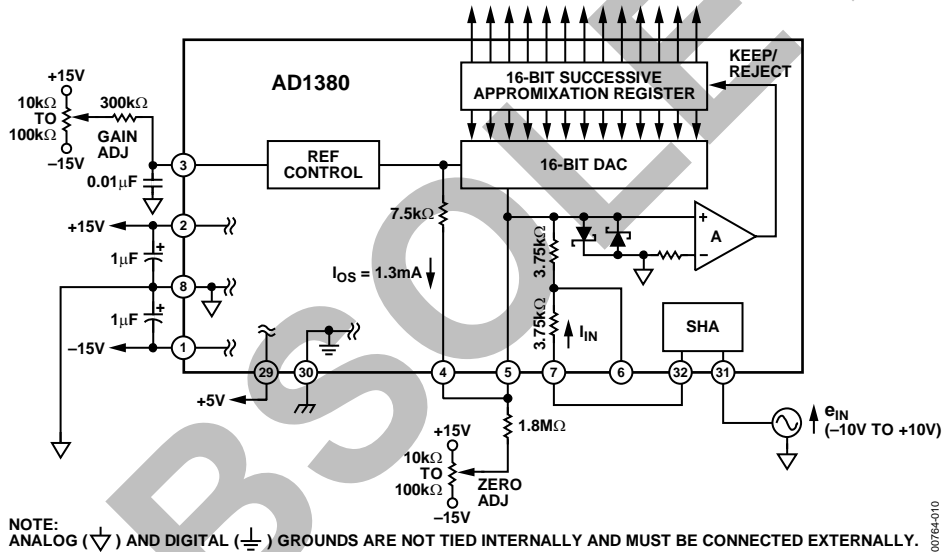 AD1380
16-BIT SUCCESSIVE
APPROMIXATION REGISTER
KEEP/
REJECT
+15V
10kΩ
TO
100kΩ
–15V
300kΩ
GAIN
ADJ
3
0.01µF
REF
CONTROL
16-BIT DAC
+15V
2
1µF
8
1µF
–15V
1
7.5kΩ
IOS = 1.3mA
3.75kΩ
3.75kΩ
IIN
+
–
A
SHA
29
30
4
5
7
6
32
31
+5V
1.8MΩ
+15V
10kΩ
TO
100kΩ
–15V
ZERO
ADJ
eIN
(–10V TO +10V)
NOTE:
ANALOG ( ) AND DIGITAL ( ) GROUNDS ARE NOT TIED INTERNALLY AND MUST BE CONNECTED EXTERNALLY.
00764-010
BSOLE